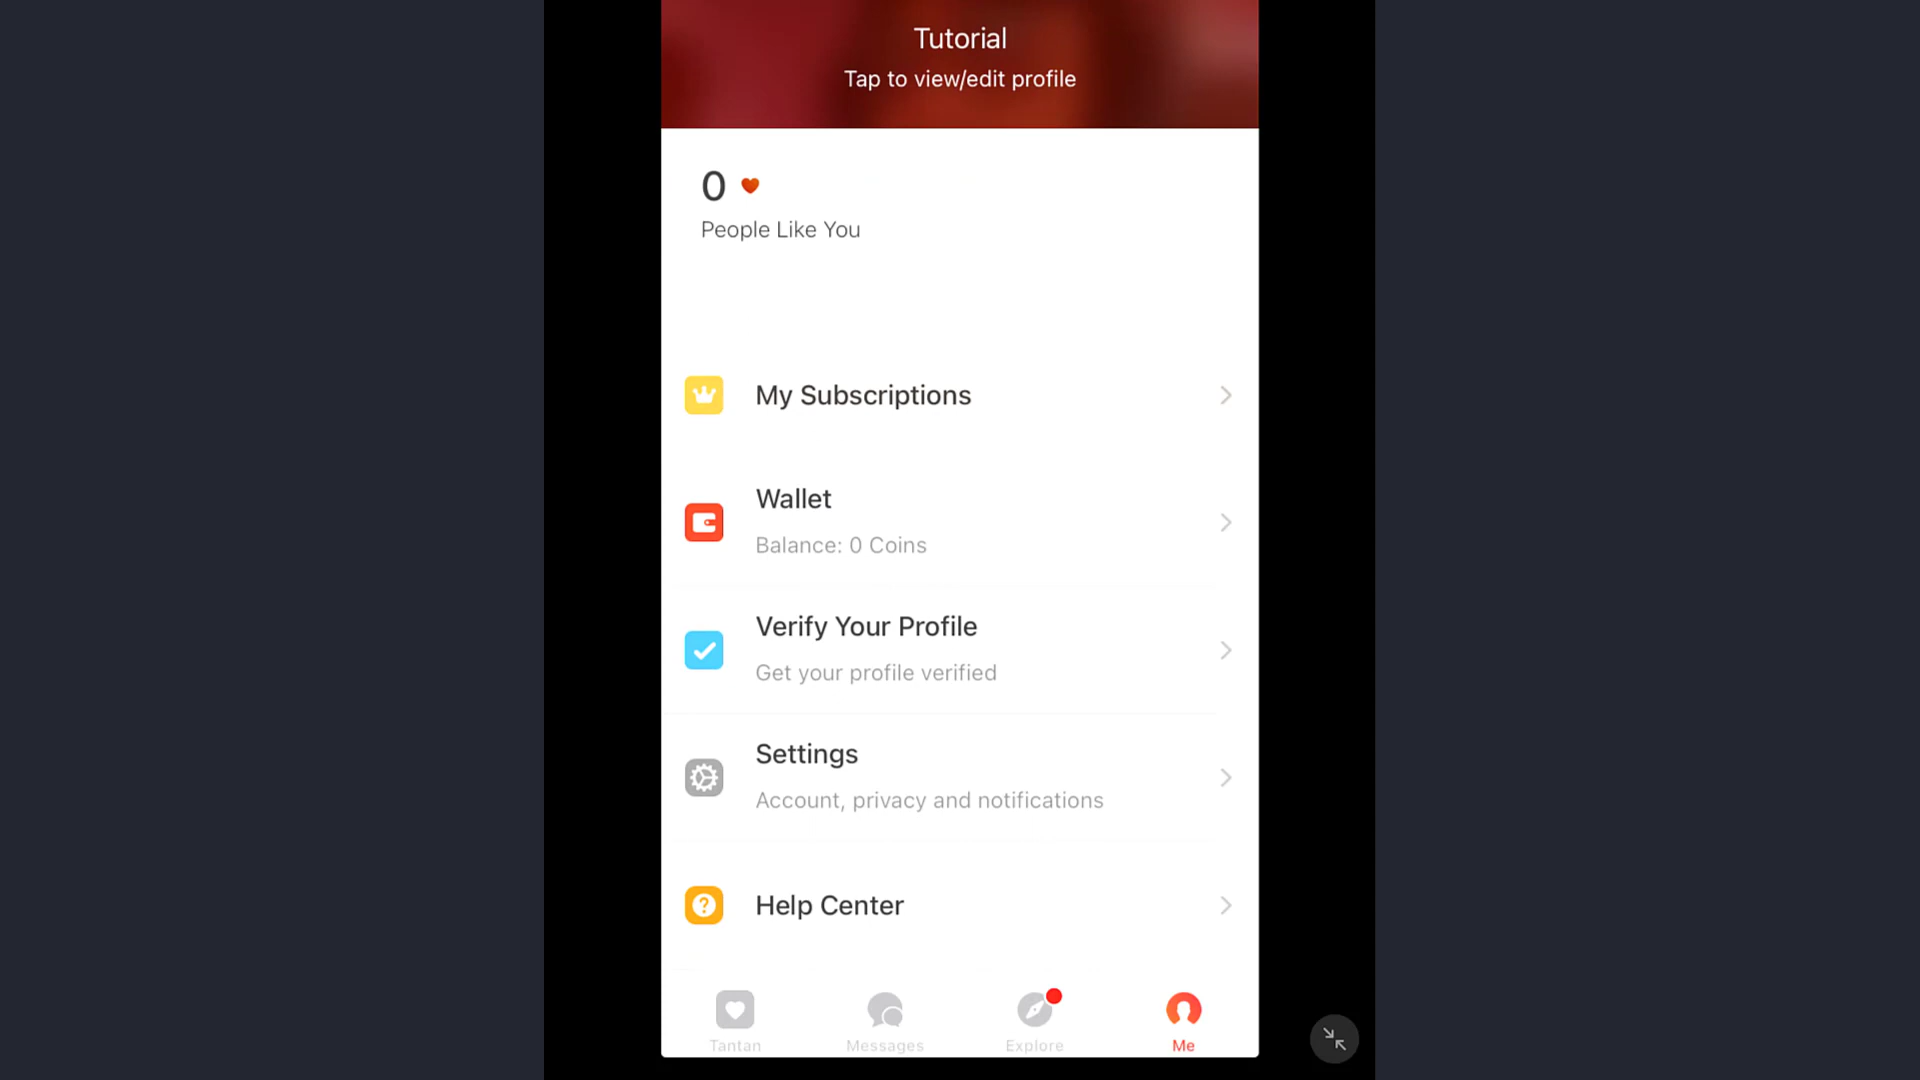 Tutorial
Tap to view/edit profile
0
People Like You
My Subscriptions
Wallet
Balance: 0 Coins
Verify Your Profile
Get your profile verified
Settings
Account, privacy and notifications
Help Center
Tantan Messages Explore Me